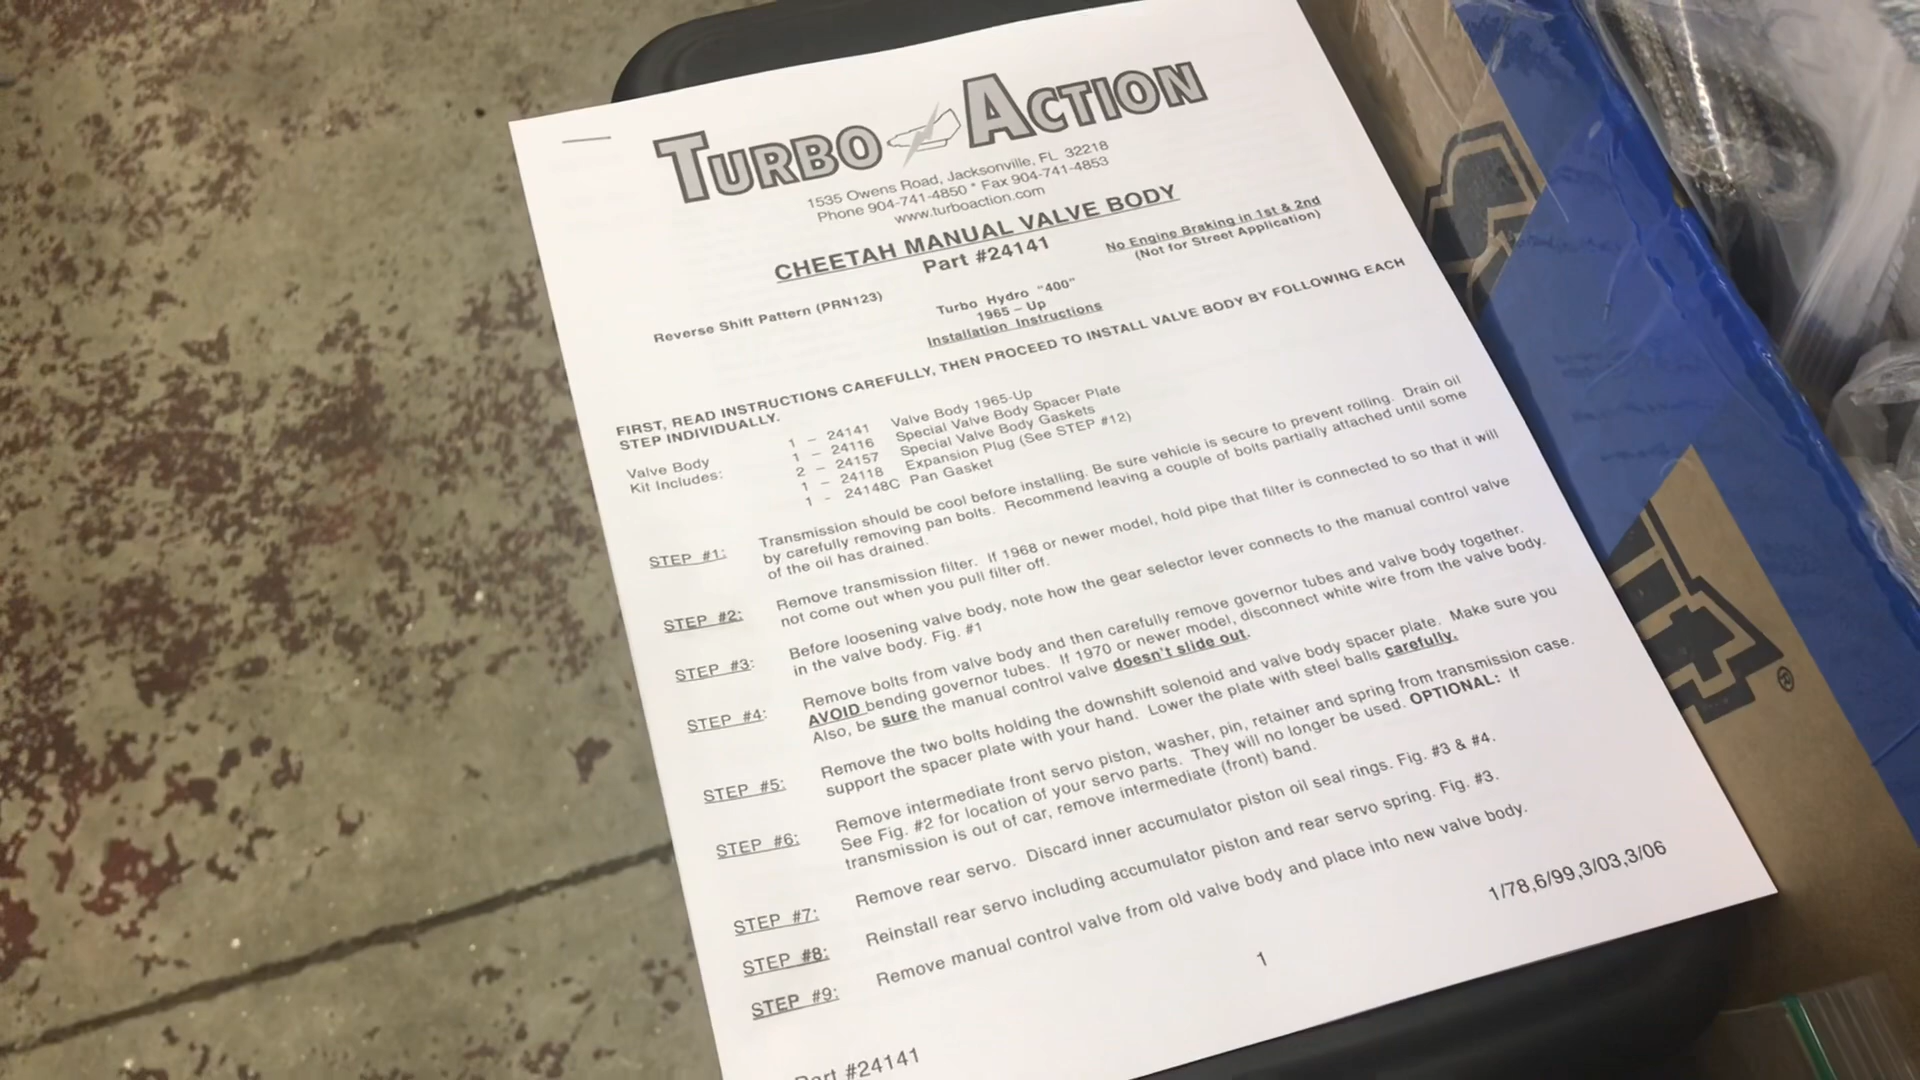 TURBO ACTION
1535 Owens Road, Jacksonville, FL 32218
Phone 904-741-4850 * Fax 904-741-4853
www.turboaction.com
CHEETAH MANUAL VALVE BODY
Part #24141
No Engine Braking in 1st & 2nd
(Not for Street Application)
Reverse Shift Pattern (PRN123)
Turbo Hydro "400"
1965 – Up
Installation Instructions
FIRST, READ INSTRUCTIONS CAREFULLY, THEN PROCEED TO INSTALL VALVE BODY BY FOLLOWING EACH
STEP INDIVIDUALLY.
Valve Body
Kit Includes:
1 – 24141 Valve Body 1965-Up
1 – 24116 Special Valve Body Spacer Plate
2 – 24157 Special Valve Body Gaskets
1 – 24118 Expansion Plug (See STEP #12)
1 - 24148C Pan Gasket
STEP #1: Transmission should be cool before installing. Be sure vehicle is secure to prevent rolling. Drain oil
by carefully removing pan bolts. Recommend leaving a couple of bolts partially attached until some
of the oil has drained.
STEP #2: Remove transmission filter. If 1968 or newer model, hold pipe that filter is connected to so that it will
not come out when you pull filter off.
STEP #3: Before loosening valve body, note how the gear selector lever connects to the manual control valve
in the valve body. Fig. #1
STEP #4: Remove bolts from valve body and then carefully remove governor tubes and valve body together.
AVOID bending governor tubes. If 1970 or newer model, disconnect white wire from the valve body.
Also, be sure the manual control valve doesn't slide out.
STEP #5: Remove the two bolts holding the downshift solenoid and valve body spacer plate. Make sure you
support the spacer plate with your hand. Lower the plate with steel balls carefully.
STEP #6: Remove intermediate front servo piston, washer, pin, retainer and spring from transmission case.
See Fig. #2 for location of your servo parts. They will no longer be used. OPTIONAL: If
transmission is out of car, remove intermediate (front) band.
STEP #7: Remove rear servo. Discard inner accumulator piston oil seal rings. Fig. #3 & #4.
STEP #8: Reinstall rear servo including accumulator piston and rear servo spring. Fig. #3.
STEP #9: Remove manual control valve from old valve body and place into new valve body.
1/78,6/99,3/03,3/06
1
Part #24141